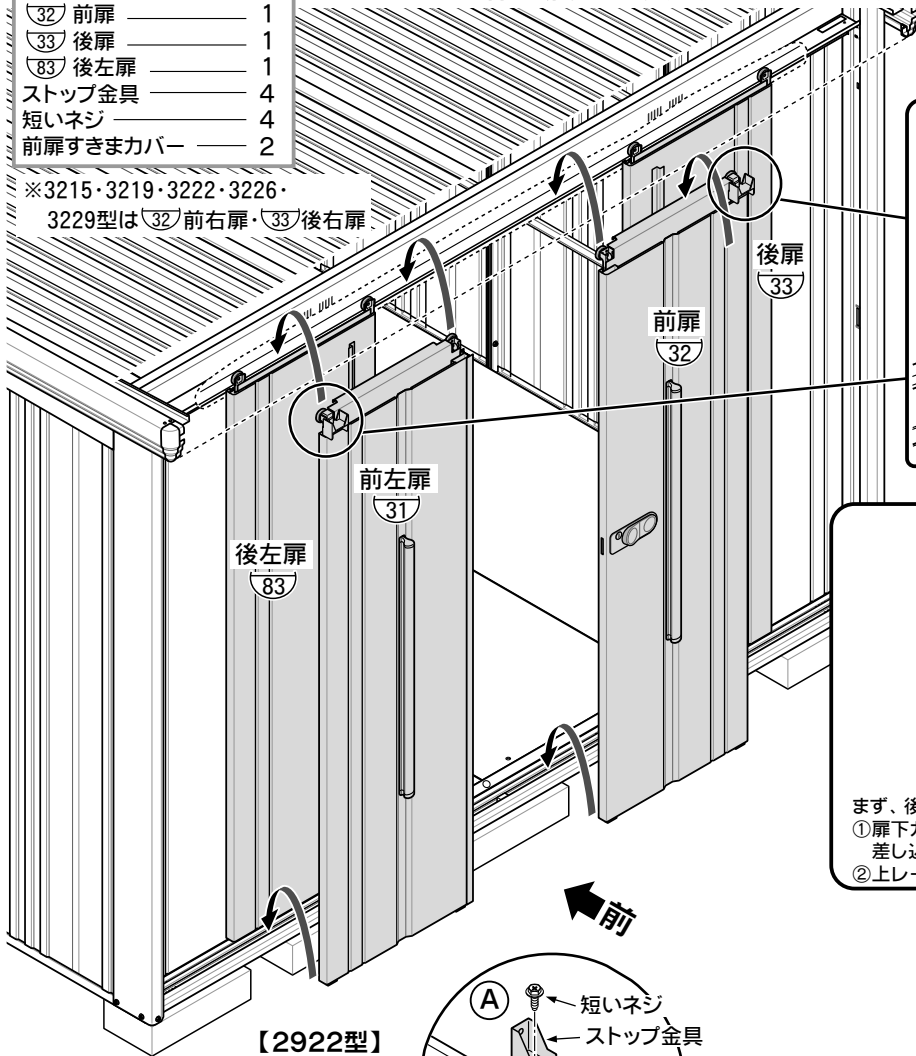 32 前扉 1
33 後扉 1
83 後左扉 1
ストップ金具 4
短いネジ 4
前扉すきまカバー 2
※3215・3219・3222・3226・
3229型は32前右扉・33後右扉
後扉
33
前扉
32
前左扉
31
後左扉
83
まず、後
①扉下
差し込
②上レー
前
【2922型】
A
短いネジ
ストップ金具